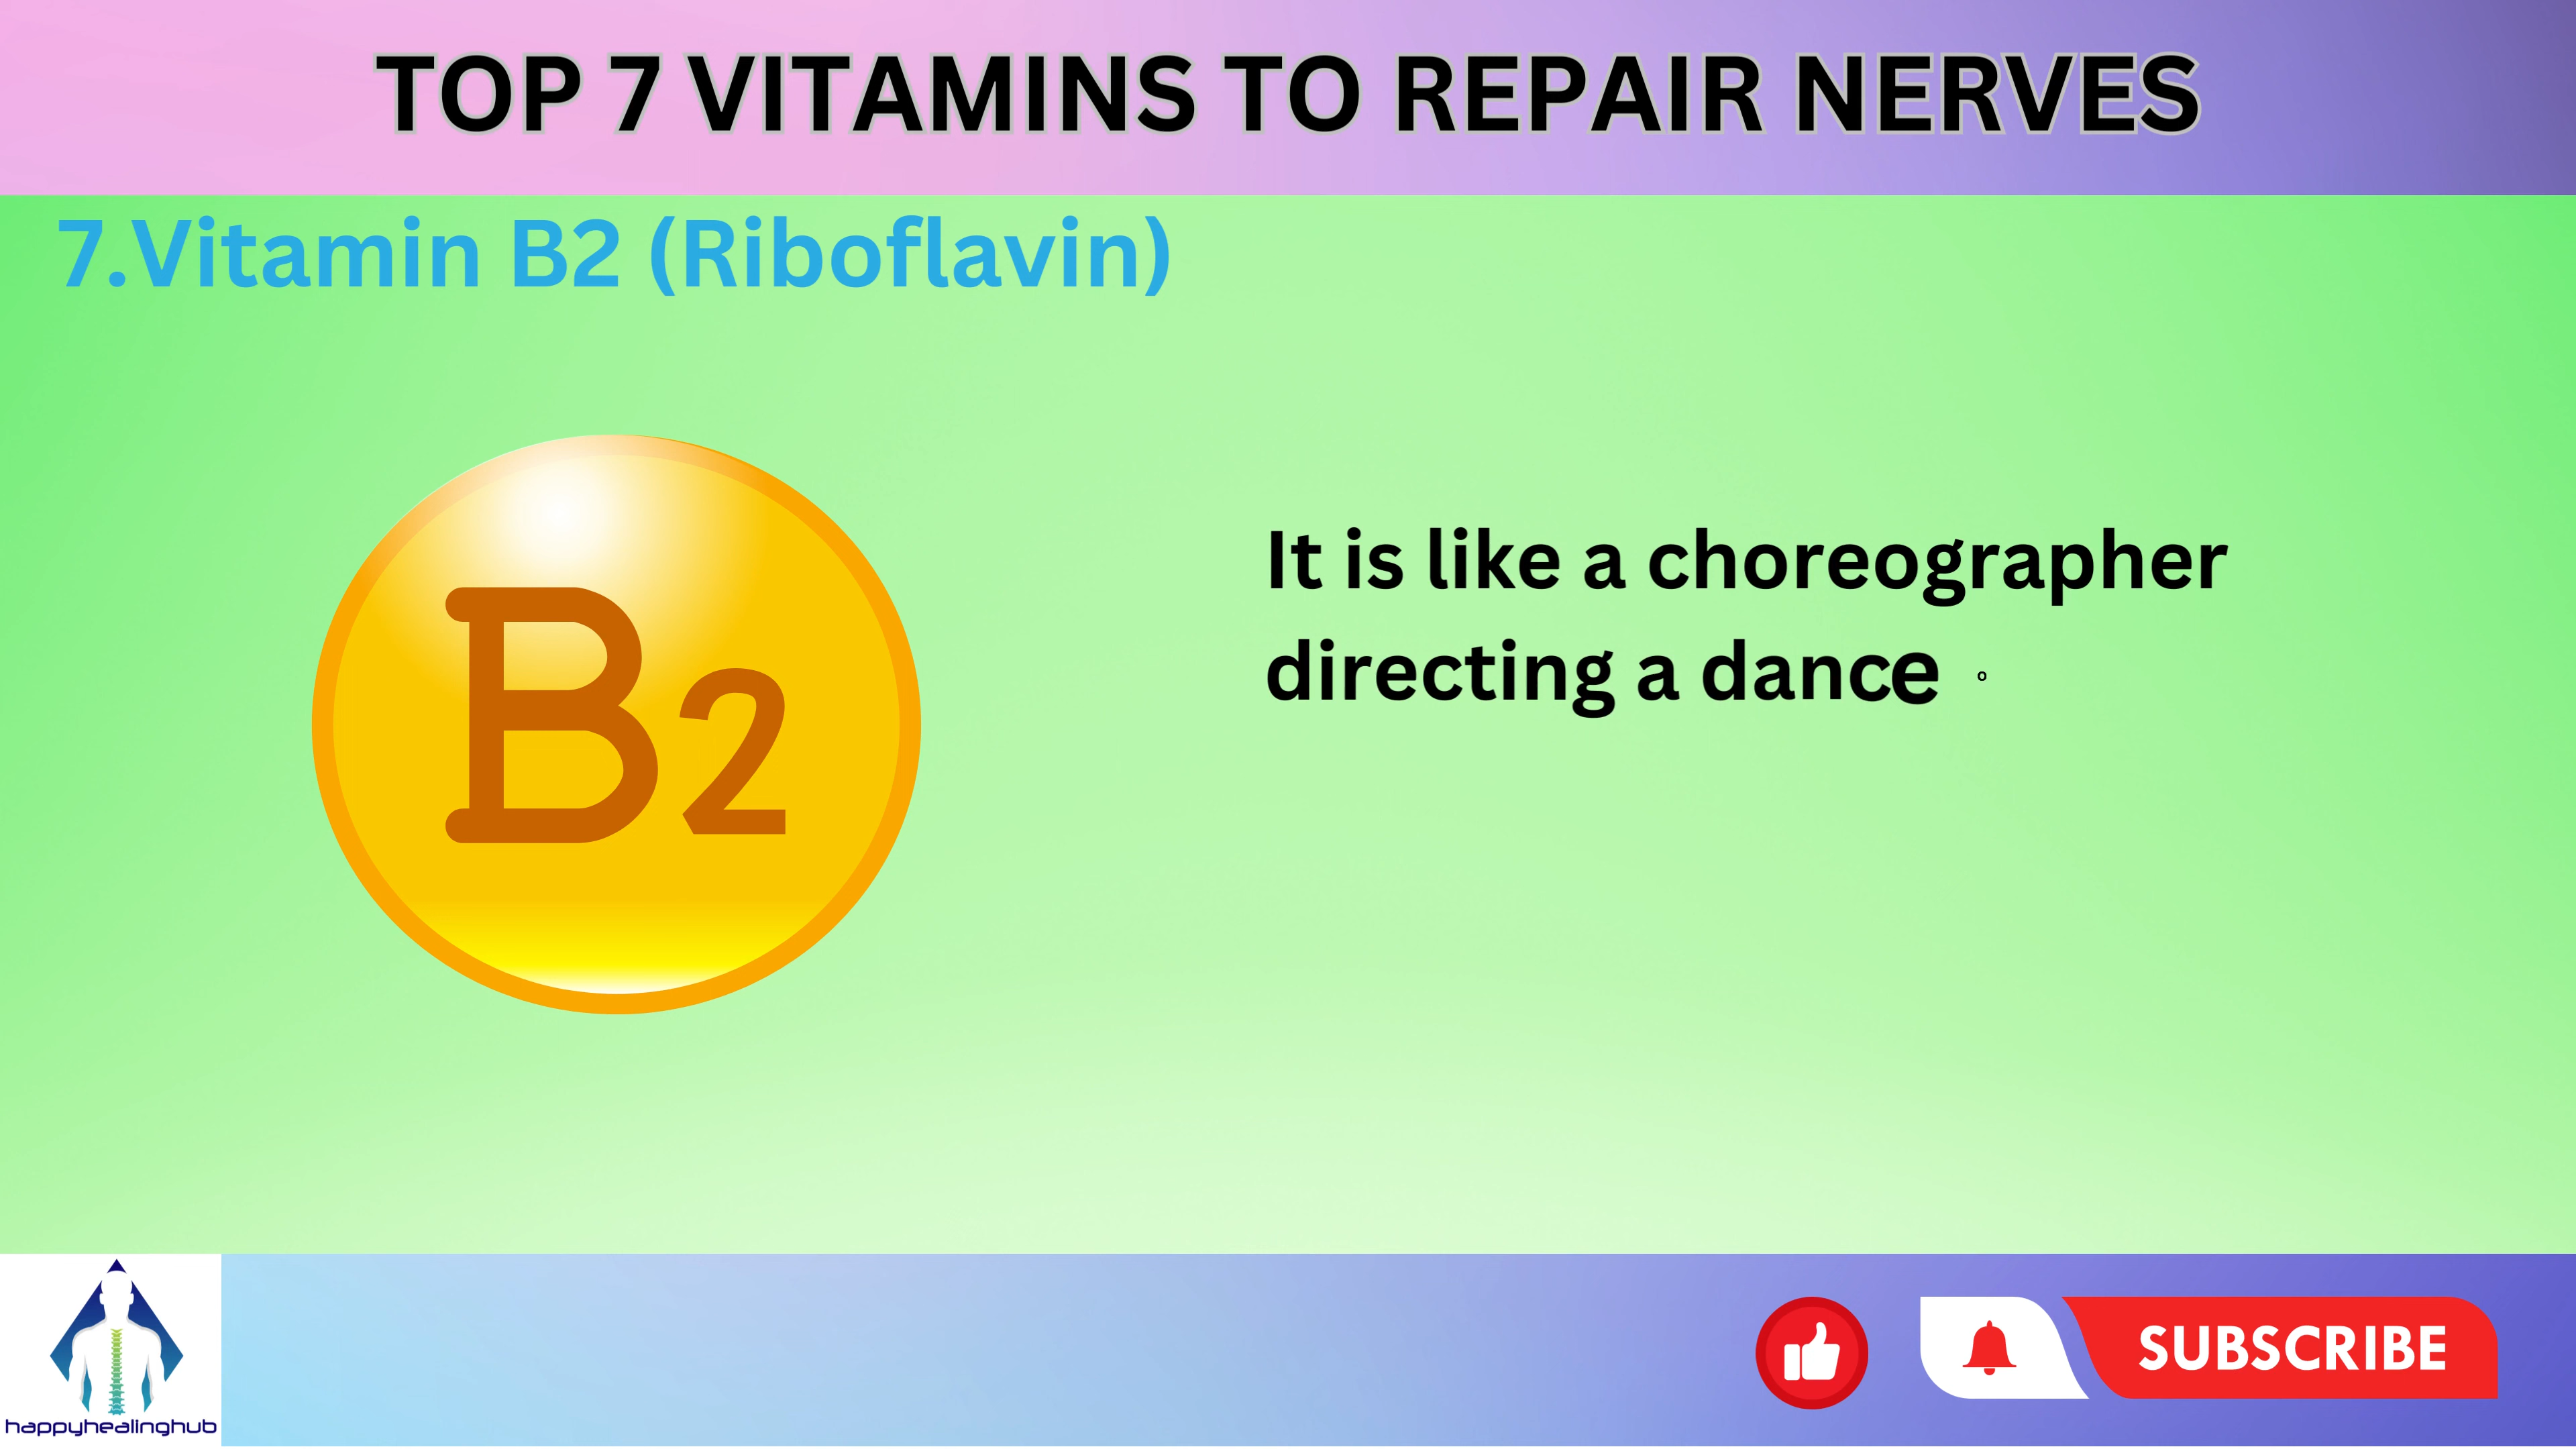 TOP 7 VITAMINS TO REPAIR NERVES
7.Vitamin B2 (Riboflavin)
B2
It is like a choreographer
directing a dance
happyhealinghub
SUBSCRIBE